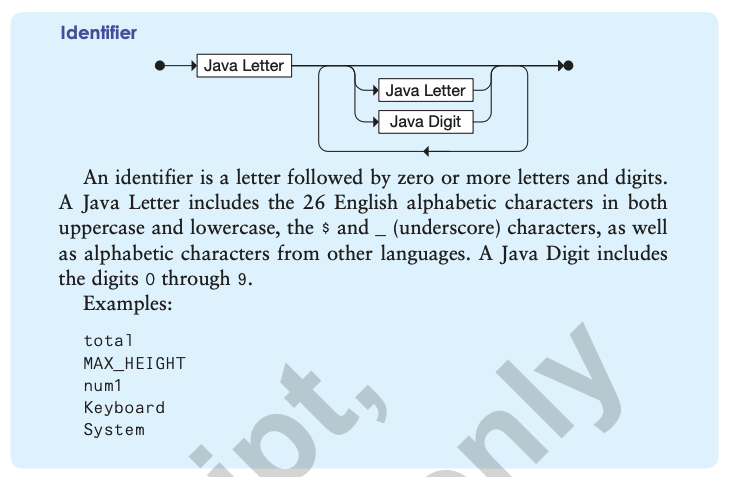 Identifier
Java Letter
Java Letter
Java Digit
An identifier is a letter followed by zero or more letters and digits.
A Java Letter includes the 26 English alphabetic characters in both
uppercase and lowercase, the $ and _ (underscore) characters, as well
as alphabetic characters from other languages. A Java Digit includes
the digits 0 through 9.
Examples:
total
MAX_HEIGHT
num1
Keyboard
System
only